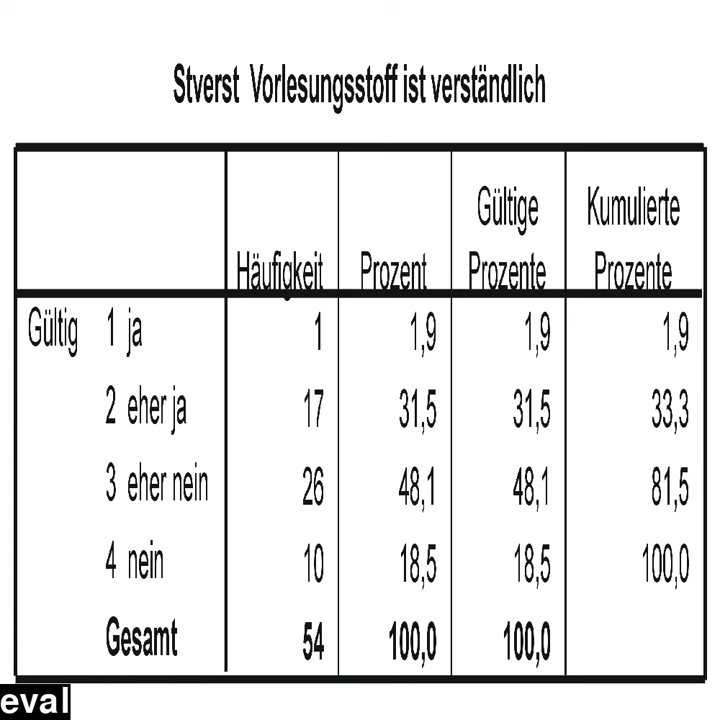 Stverst Vorlesungsstoff ist verständlich
Häufigkeit Prozent Gültige Prozente Kumulierte Prozente
Gültig 1 ja 1 1,9 1,9 1,9
2 eher ja 17 31,5 31,5 33,3
3 eher nein 26 48,1 48,1 81,5
4 nein 10 18,5 18,5 100,0
Gesamt 54 100,0 100,0
eval